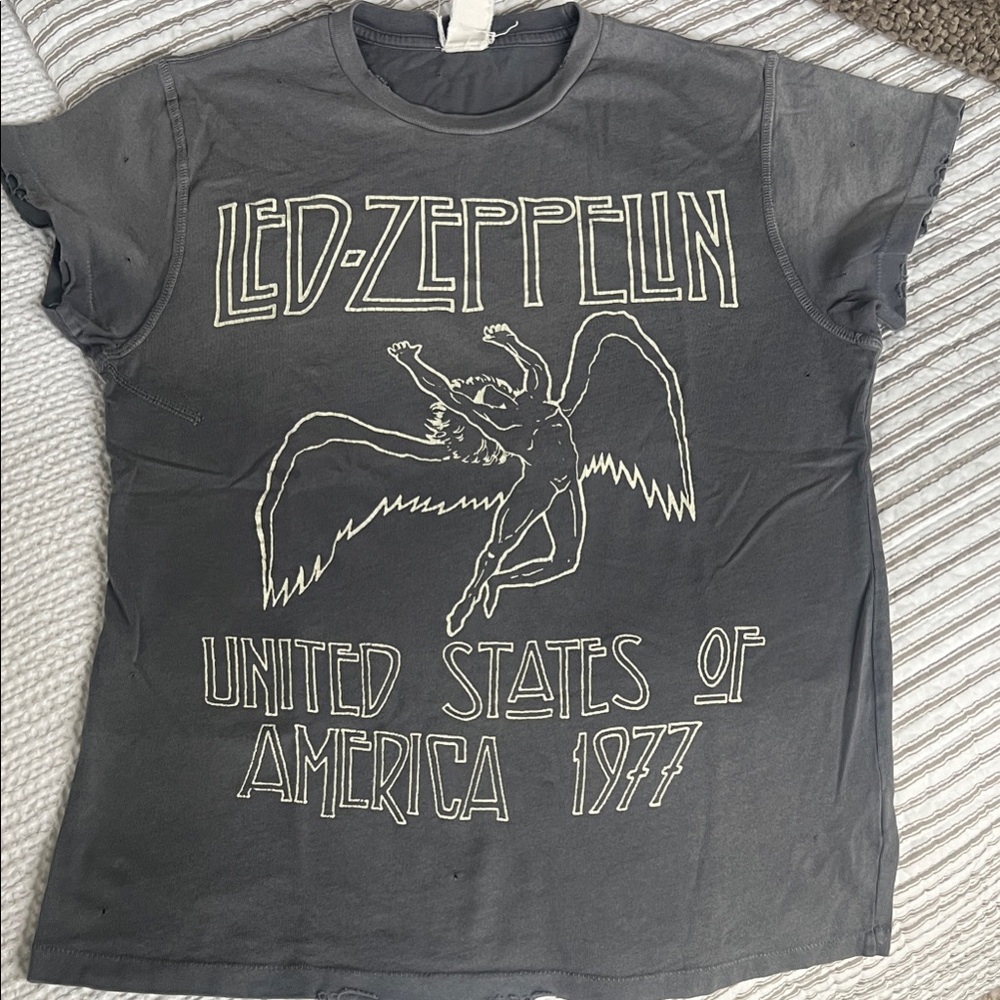 LED-ZEPPELIN
UNITED STATES OF
AMERICA 1977